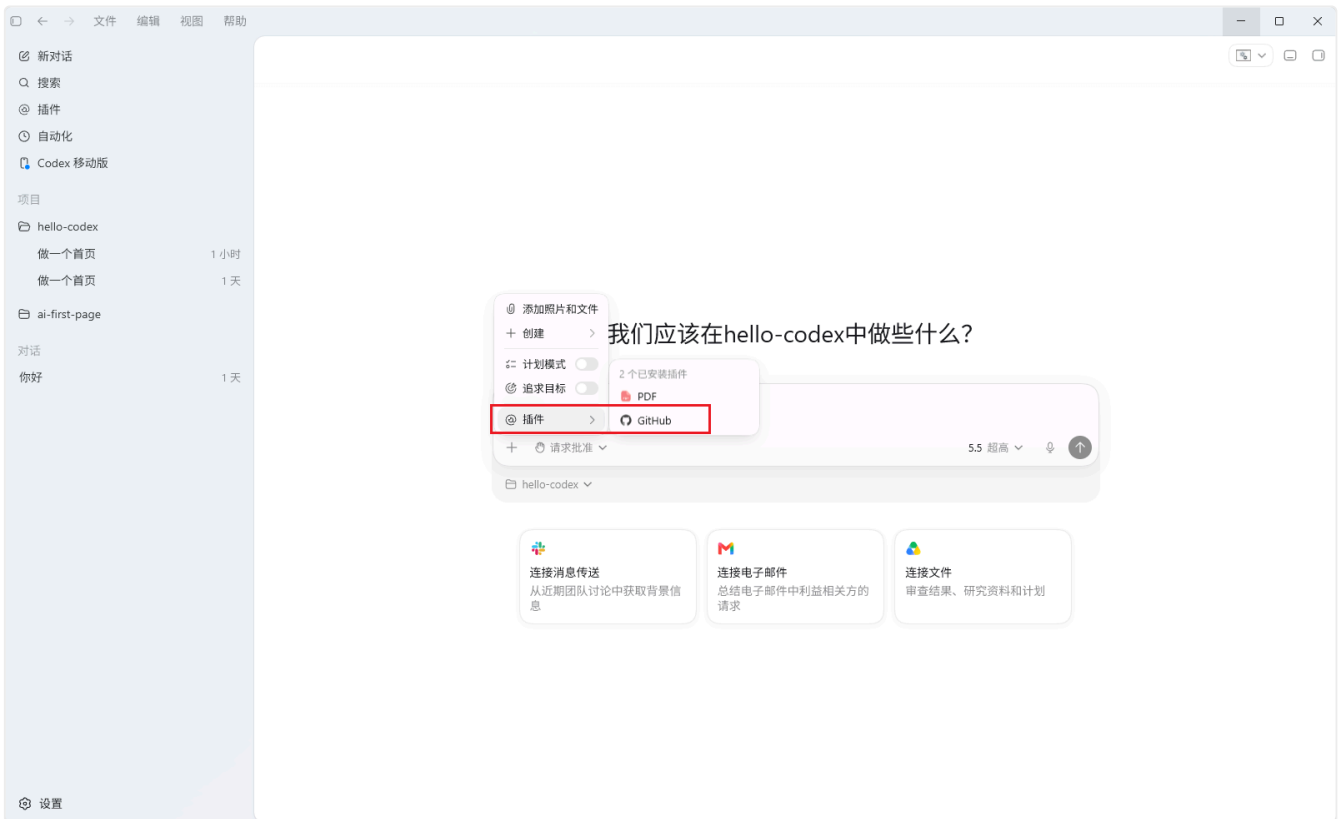 文件 编辑 视图 帮助
新对话
搜索
插件
自动化
Codex 移动版
项目
hello-codex
做一个首页 1 小时
做一个首页 1 天
ai-first-page
对话
你好 1 天
设置
我们应该在hello-codex中做些什么？
添加照片和文件
创建
计划模式
追求目标
插件
2 个已安装插件
PDF
GitHub
请求批准
5.5 超高
hello-codex
连接消息传送
从近期团队讨论中获取背景信
息
连接电子邮件
总结电子邮件中利益相关方的
请求
连接文件
审查结果、研究资料和计划